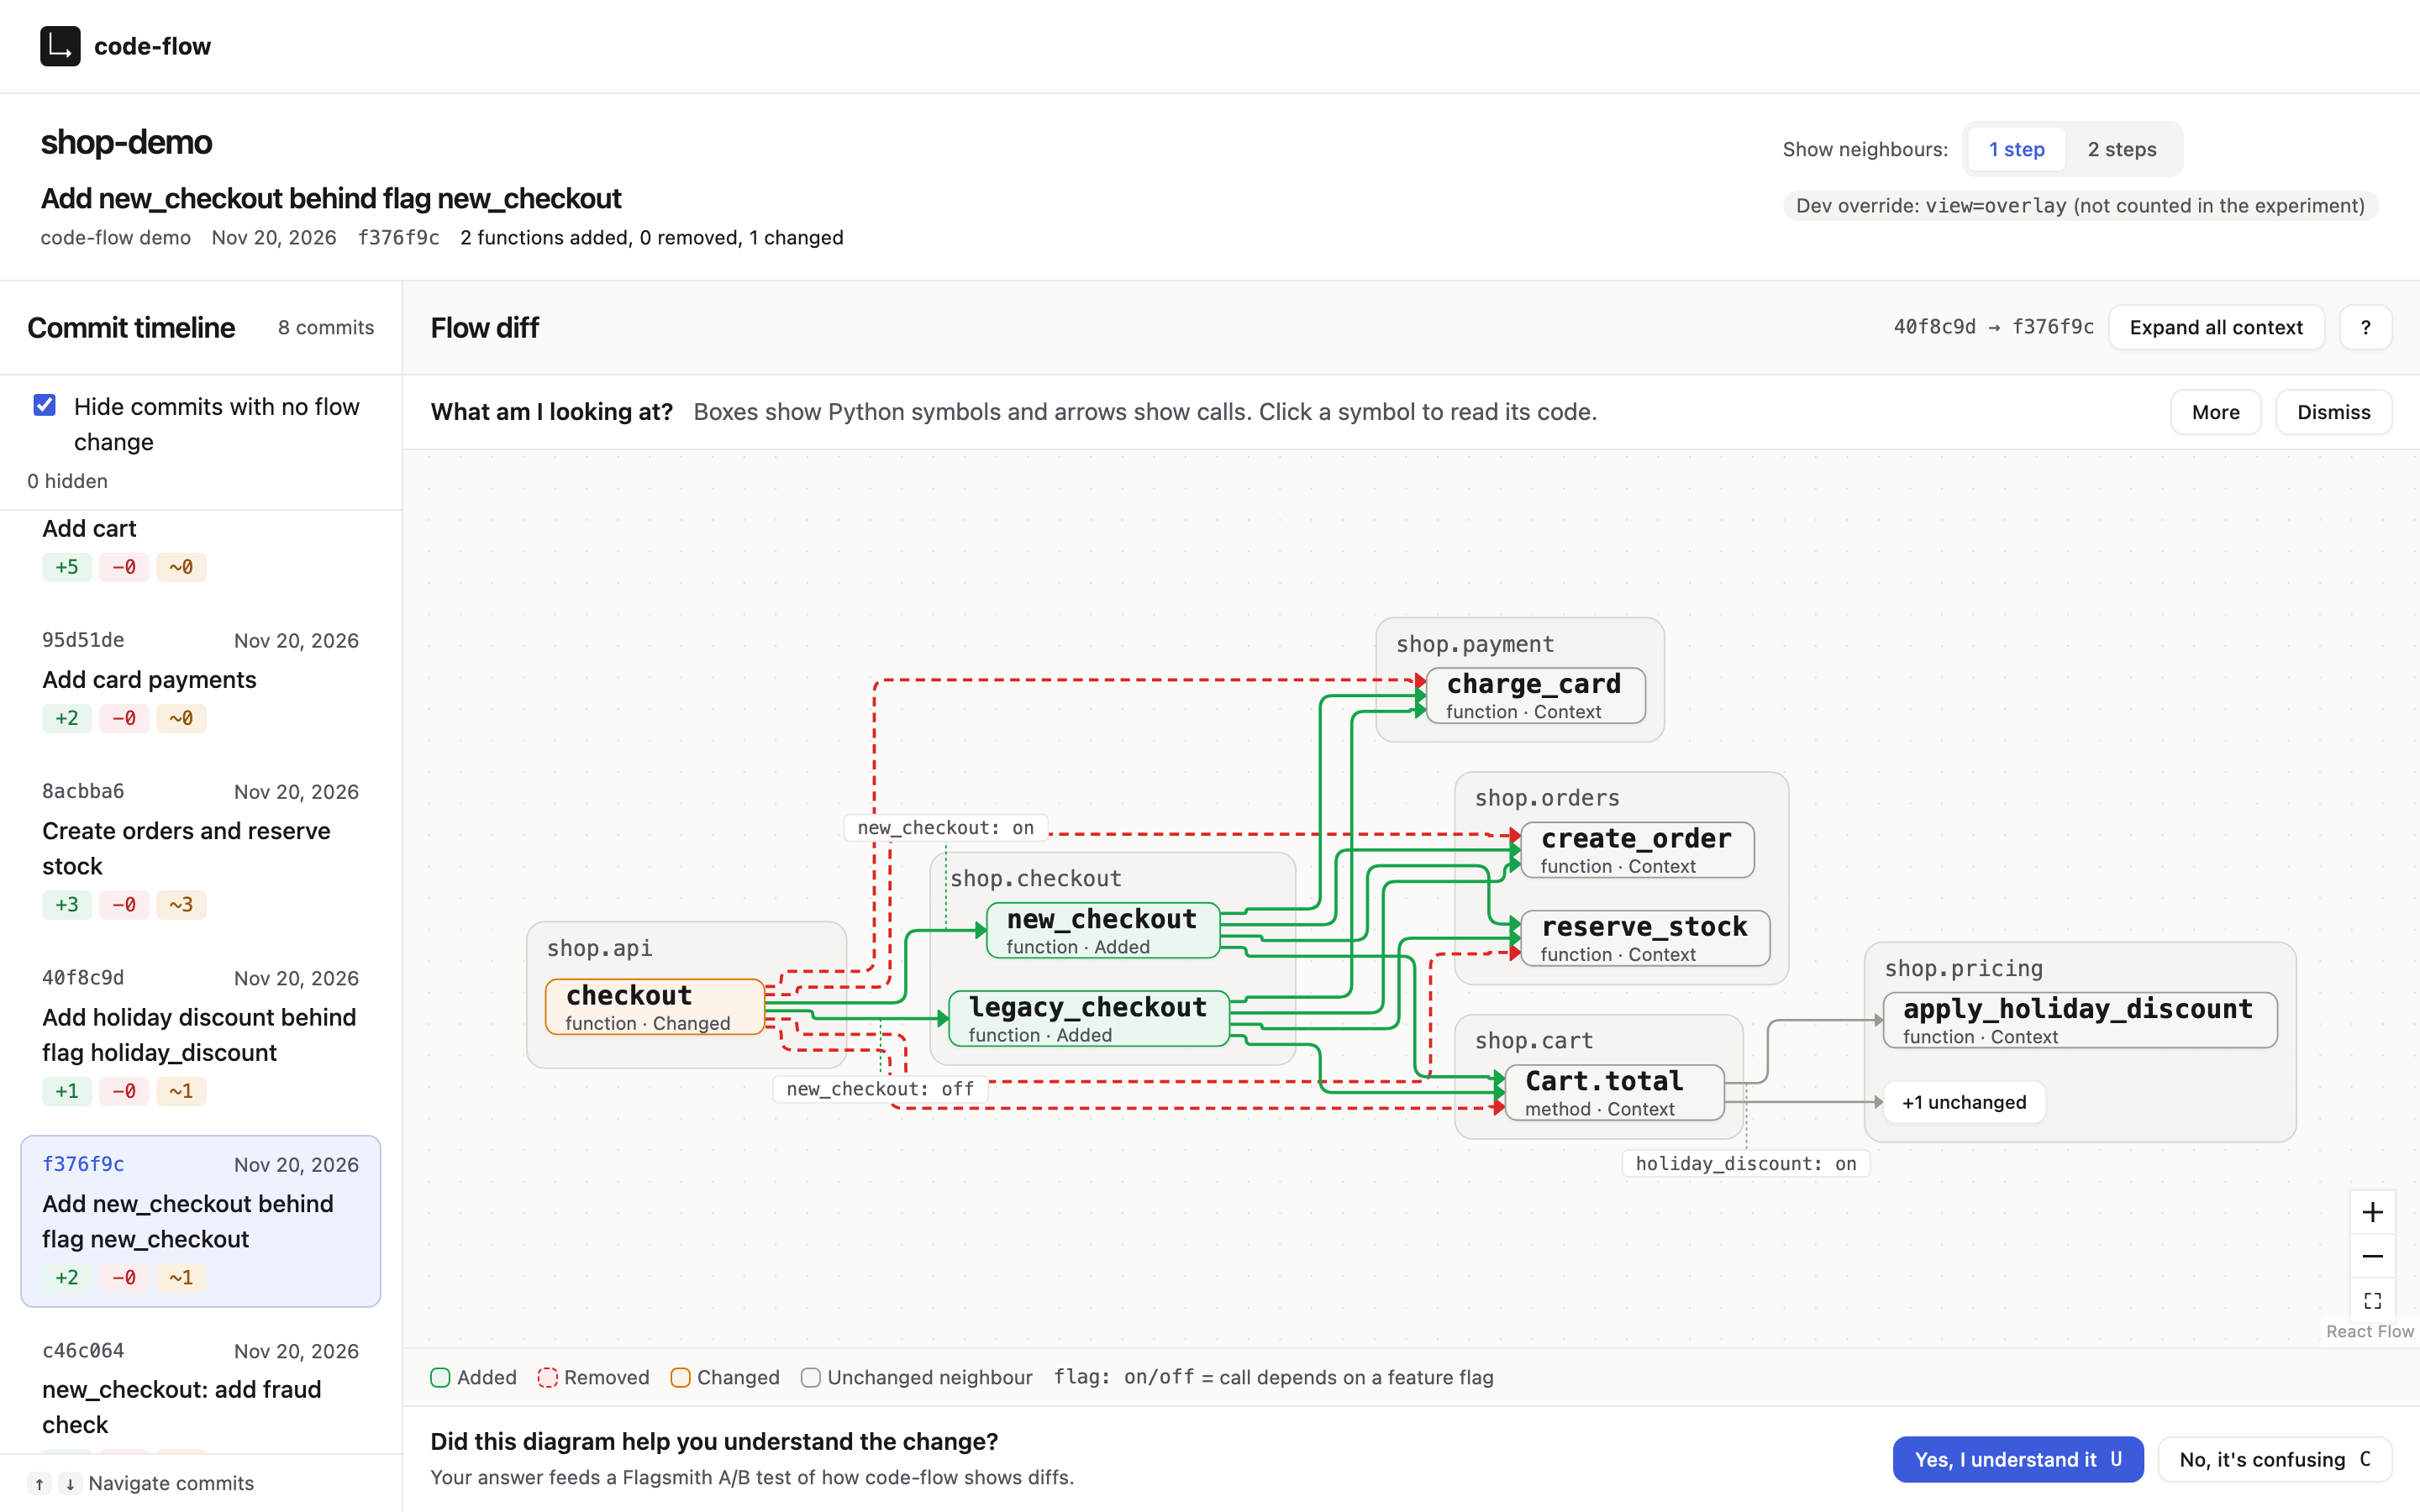 code-flow
shop-demo
Add new_checkout behind flag new_checkout
code-flow demo Nov 20, 2026 f376f9c 2 functions added, 0 removed, 1 changed
Show neighbours: 1 step 2 steps
Dev override: view=overlay (not counted in the experiment)
Commit timeline 8 commits
Hide commits with no flow
change
0 hidden
Add cart
+5 −0 ~0
95d51de Nov 20, 2026
Add card payments
+2 −0 ~0
8acbba6 Nov 20, 2026
Create orders and reserve
stock
+3 −0 ~3
40f8c9d Nov 20, 2026
Add holiday discount behind
flag holiday_discount
+1 −0 ~1
f376f9c Nov 20, 2026
Add new_checkout behind
flag new_checkout
+2 −0 ~1
c46c064 Nov 20, 2026
new_checkout: add fraud
check
↑ ↓ Navigate commits
Flow diff
40f8c9d → f376f9c Expand all context ?
What am I looking at? Boxes show Python symbols and arrows show calls. Click a symbol to read its code.
More Dismiss
shop.payment
charge_card
function · Context
shop.orders
create_order
function · Context
reserve_stock
function · Context
new_checkout: on
shop.checkout
new_checkout
function · Added
legacy_checkout
function · Added
shop.api
checkout
function · Changed
new_checkout: off
shop.cart
Cart.total
method · Context
shop.pricing
apply_holiday_discount
function · Context
+1 unchanged
holiday_discount: on
React Flow
Added Removed Changed Unchanged neighbour flag: on/off = call depends on a feature flag
Did this diagram help you understand the change?
Your answer feeds a Flagsmith A/B test of how code-flow shows diffs.
Yes, I understand it U
No, it's confusing C